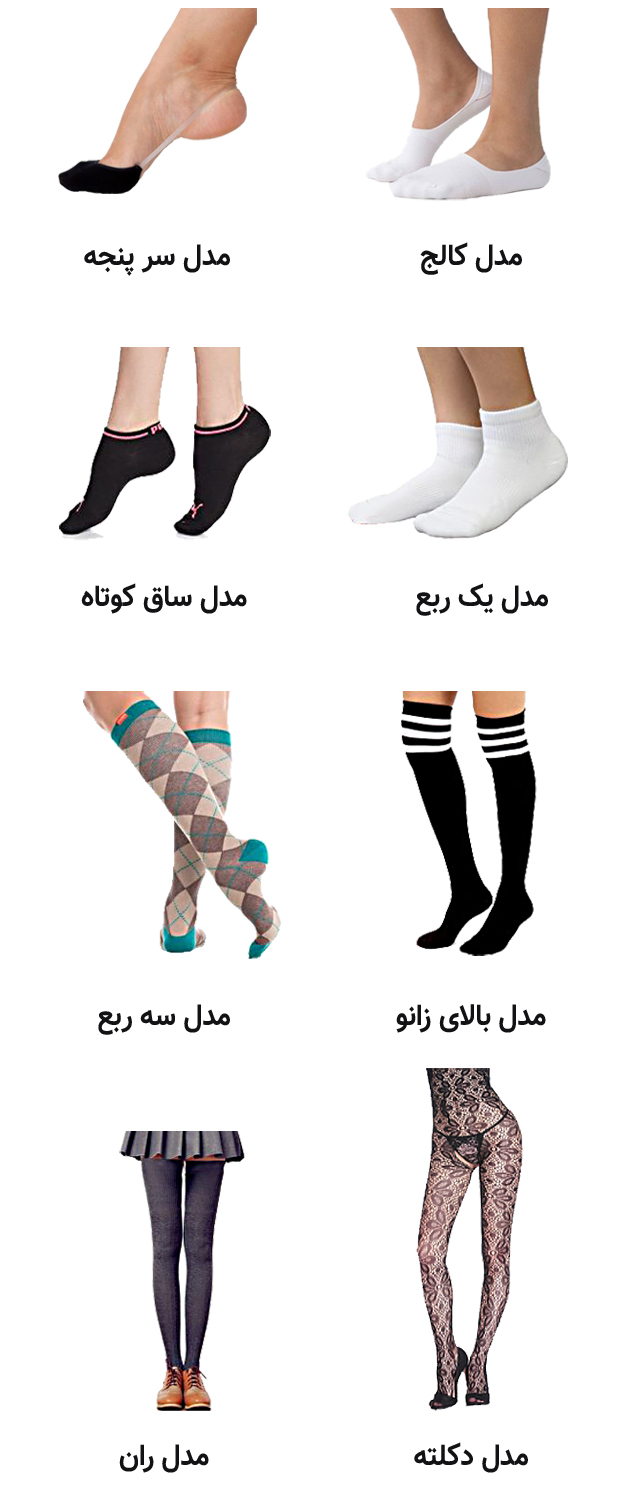 مدل کالج
مدل سر پنجه
مدل یک ربع
مدل ساق کوتاه
مدل بالای زانو
مدل سه ربع
مدل دکلته
مدل ران